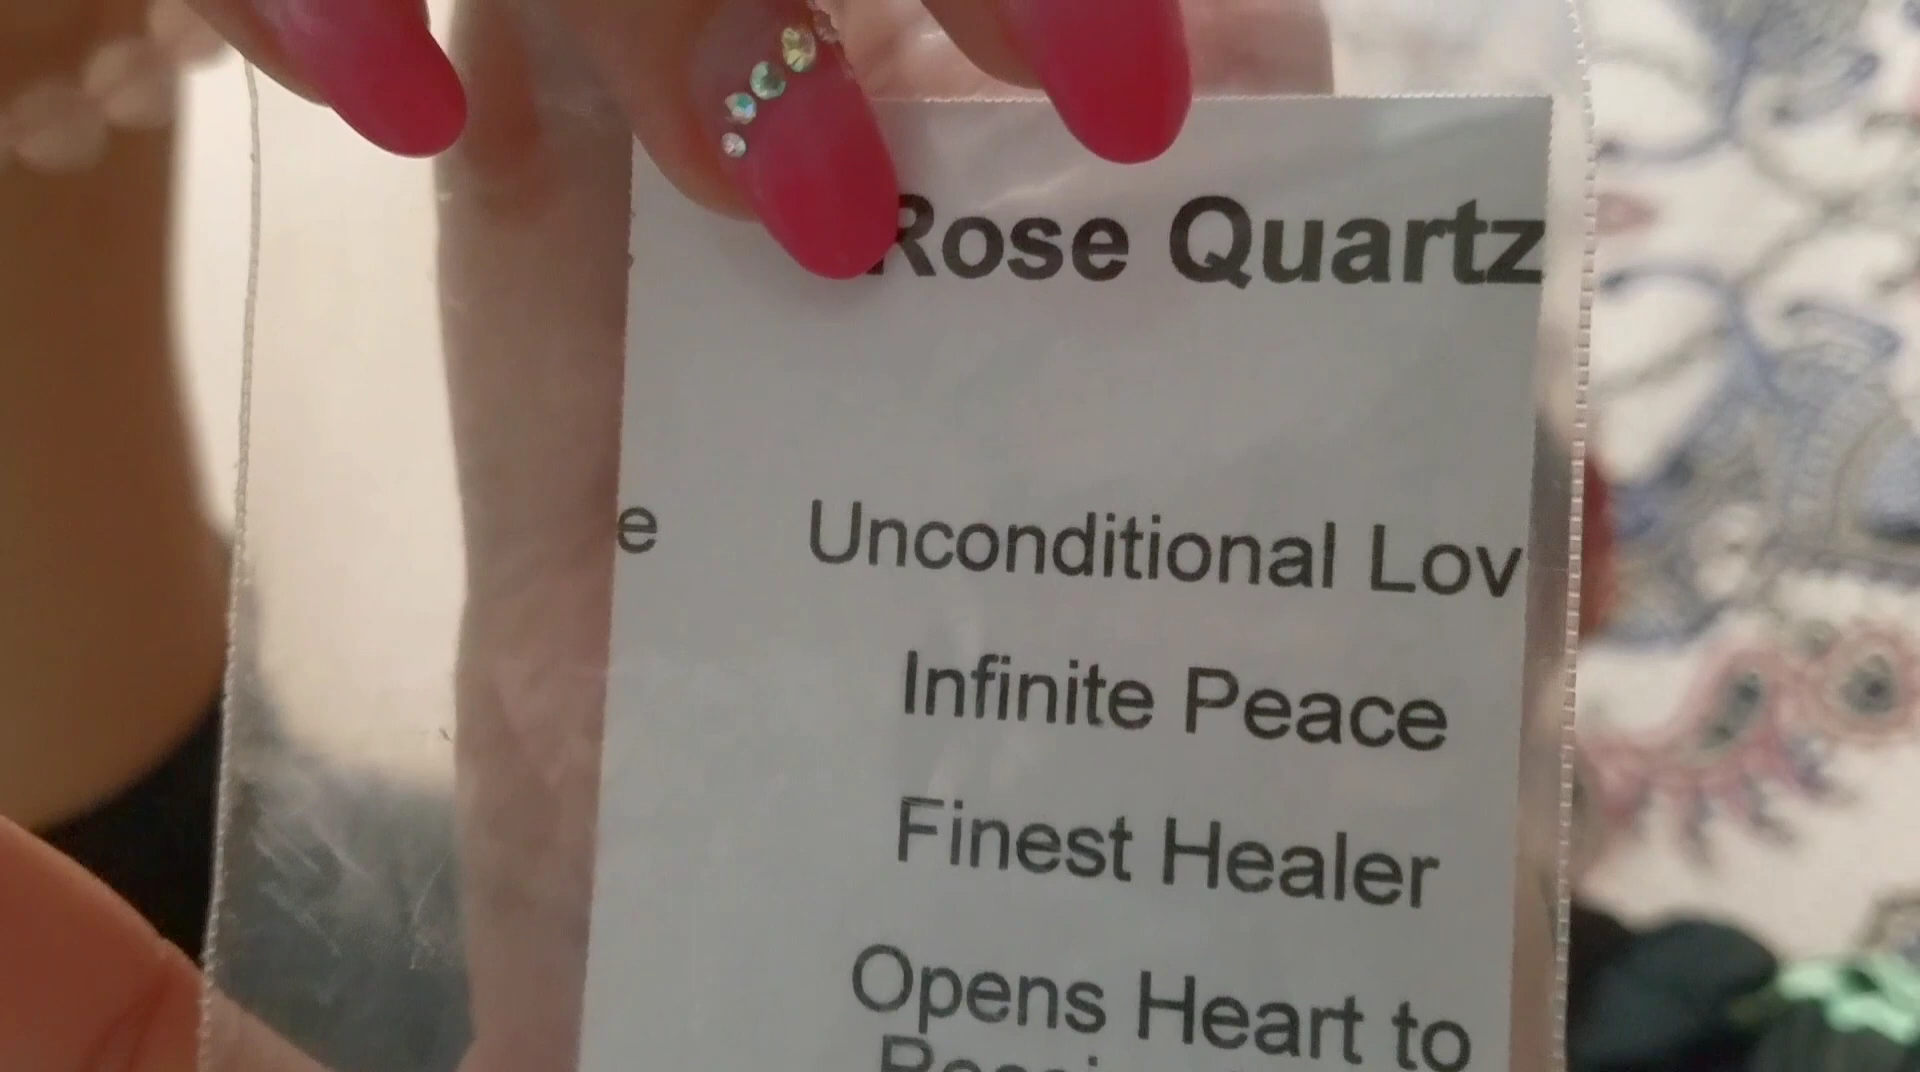 Rose Quartz
e Unconditional Lov
Infinite Peace
Finest Healer
Opens Heart to